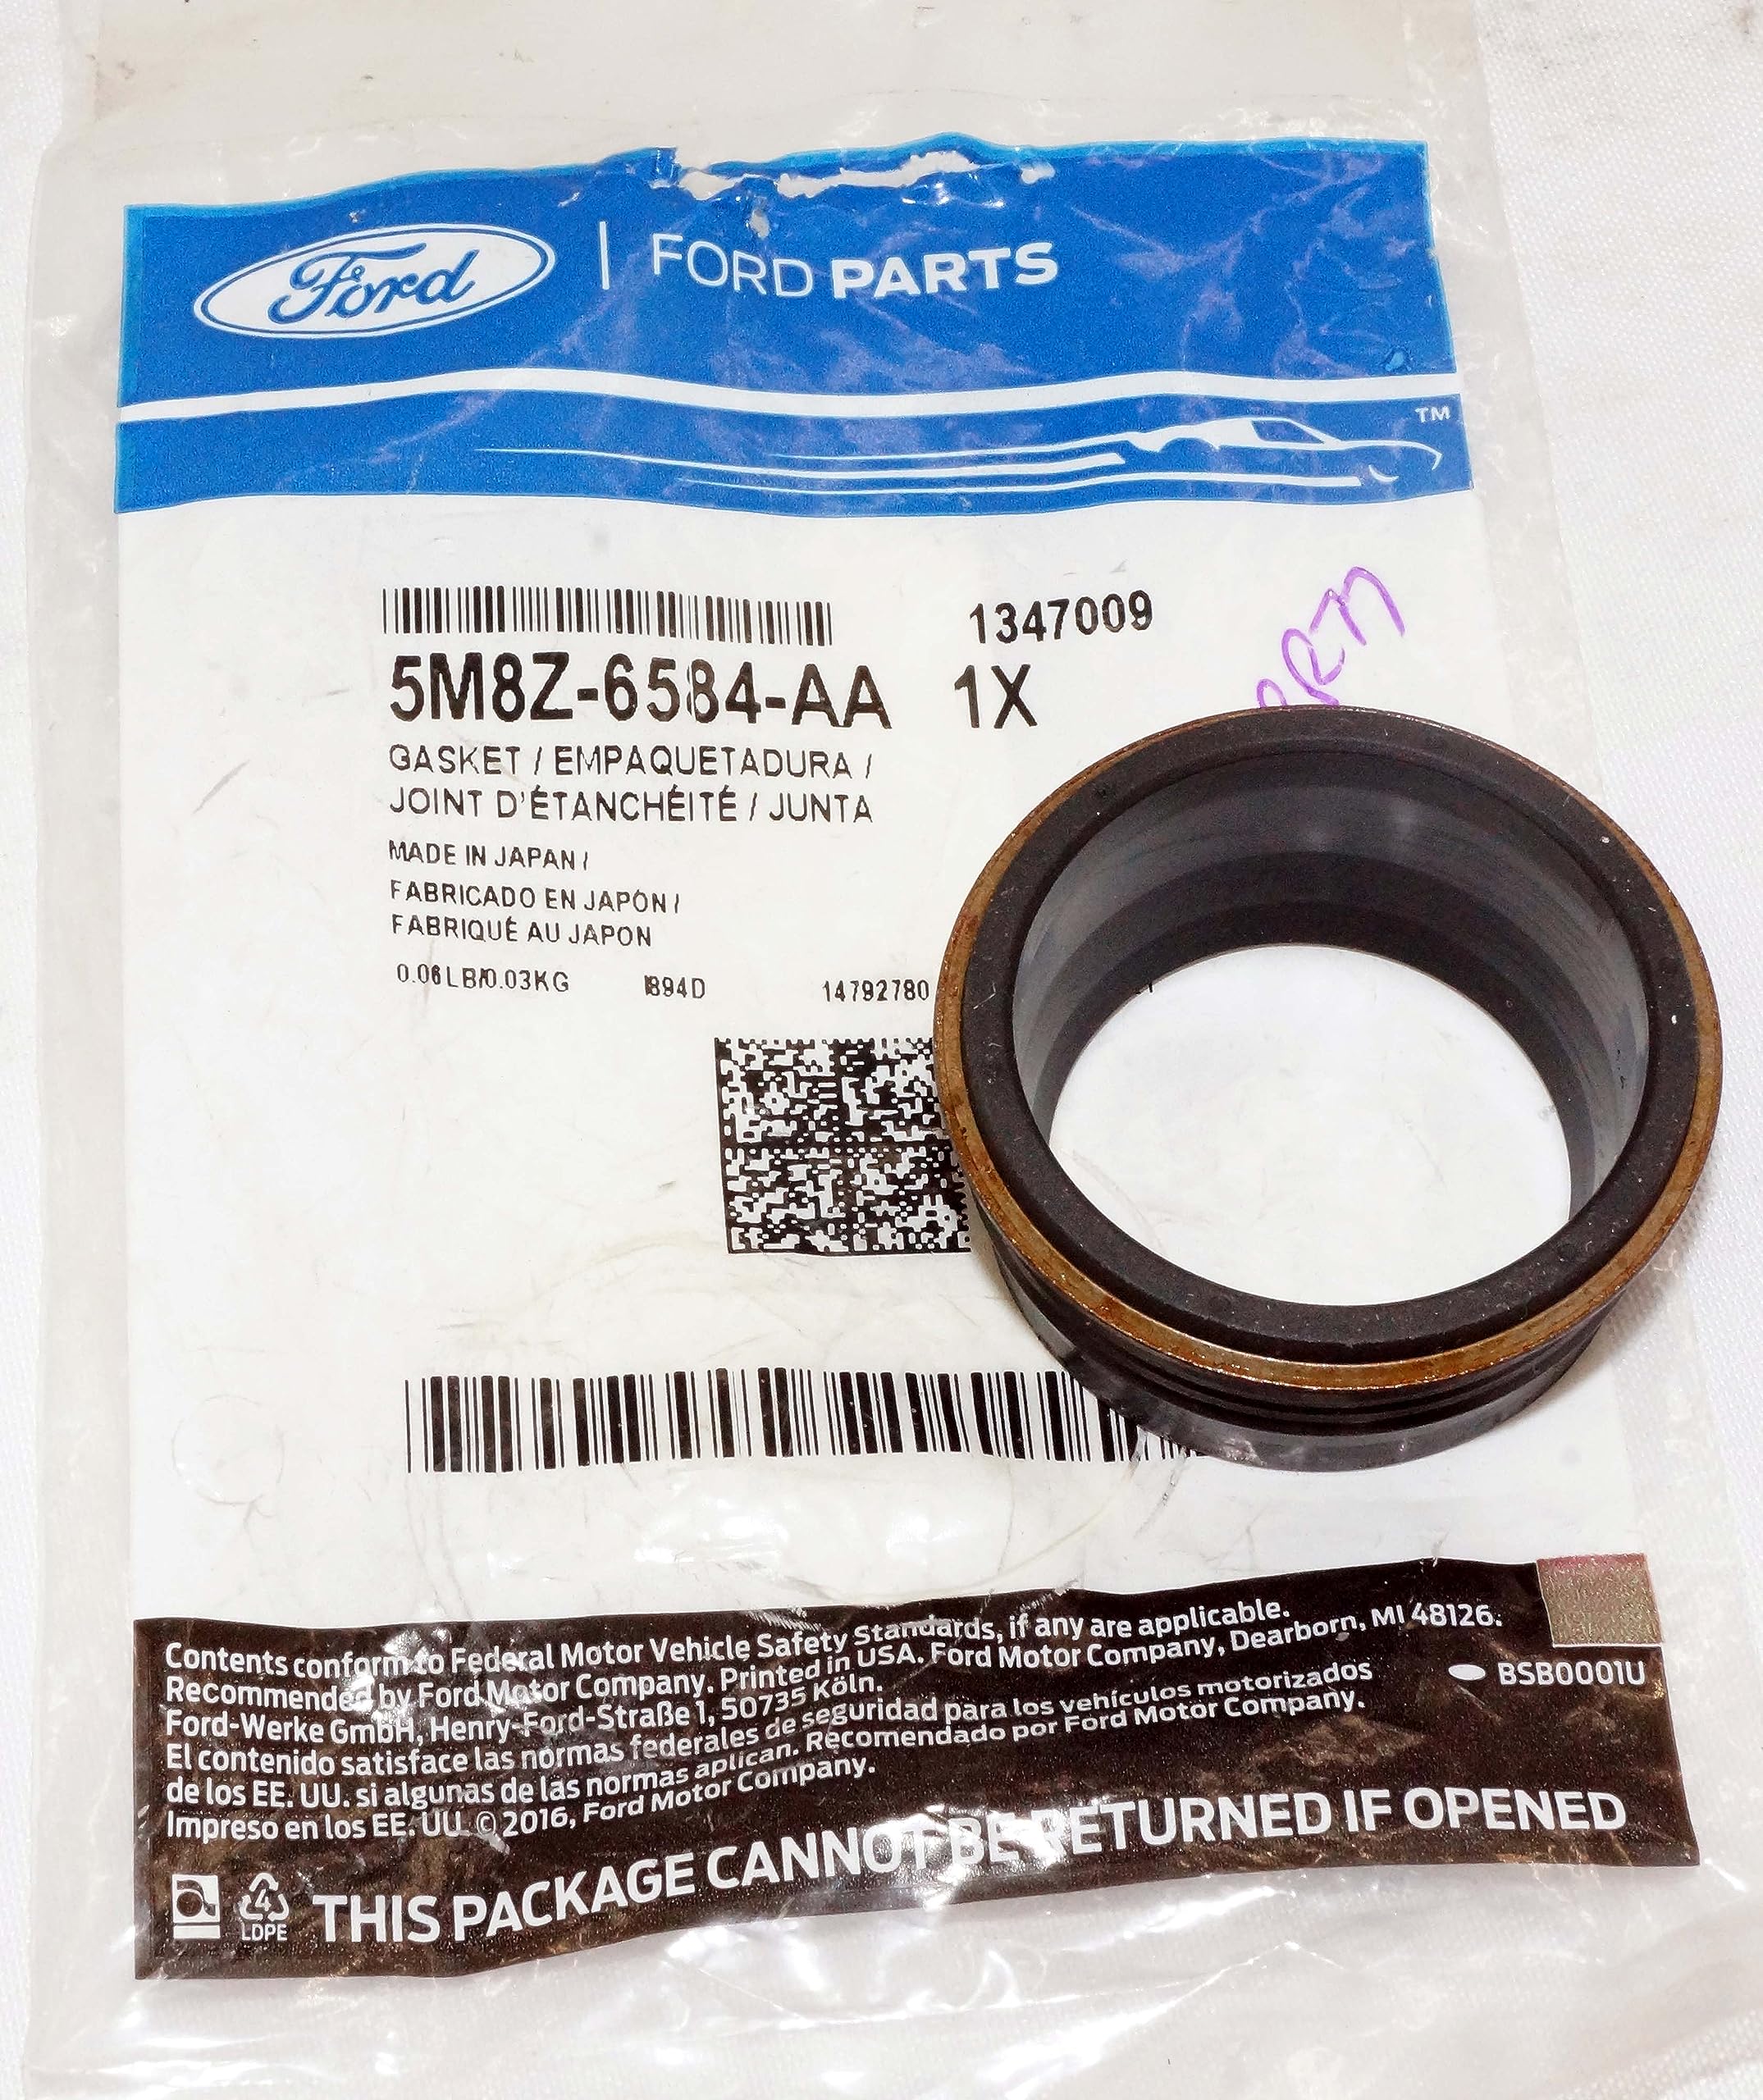 Ford | FORD PARTS
TM
1347009
5M8Z-6584-AA 1X
GASKET / EMPAQUETADURA /
JOINT D'ÉTANCHÉITÉ / JUNTA
MADE IN JAPAN /
FABRICADO EN JAPÓN /
FABRIQUÉ AU JAPON
0.06LB/0.03KG 894D 14792780
Contents conform to Federal Motor Vehicle Safety Standards, if any are applicable.
Recommended by Ford Motor Company. Printed in USA. Ford Motor Company, Dearborn, MI 48126.
Ford-Werke GmbH, Henry-Ford-Straße 1, 50735 Köln.
El contenido satisface las normas federales de seguridad para los vehículos motorizados
de los EE. UU. si algunas de las normas aplican. Recomendado por Ford Motor Company.
Impreso en los EE. UU. © 2016, Ford Motor Company.
BSB0001U
4
LDPE
THIS PACKAGE CANNOT BE RETURNED IF OPENED